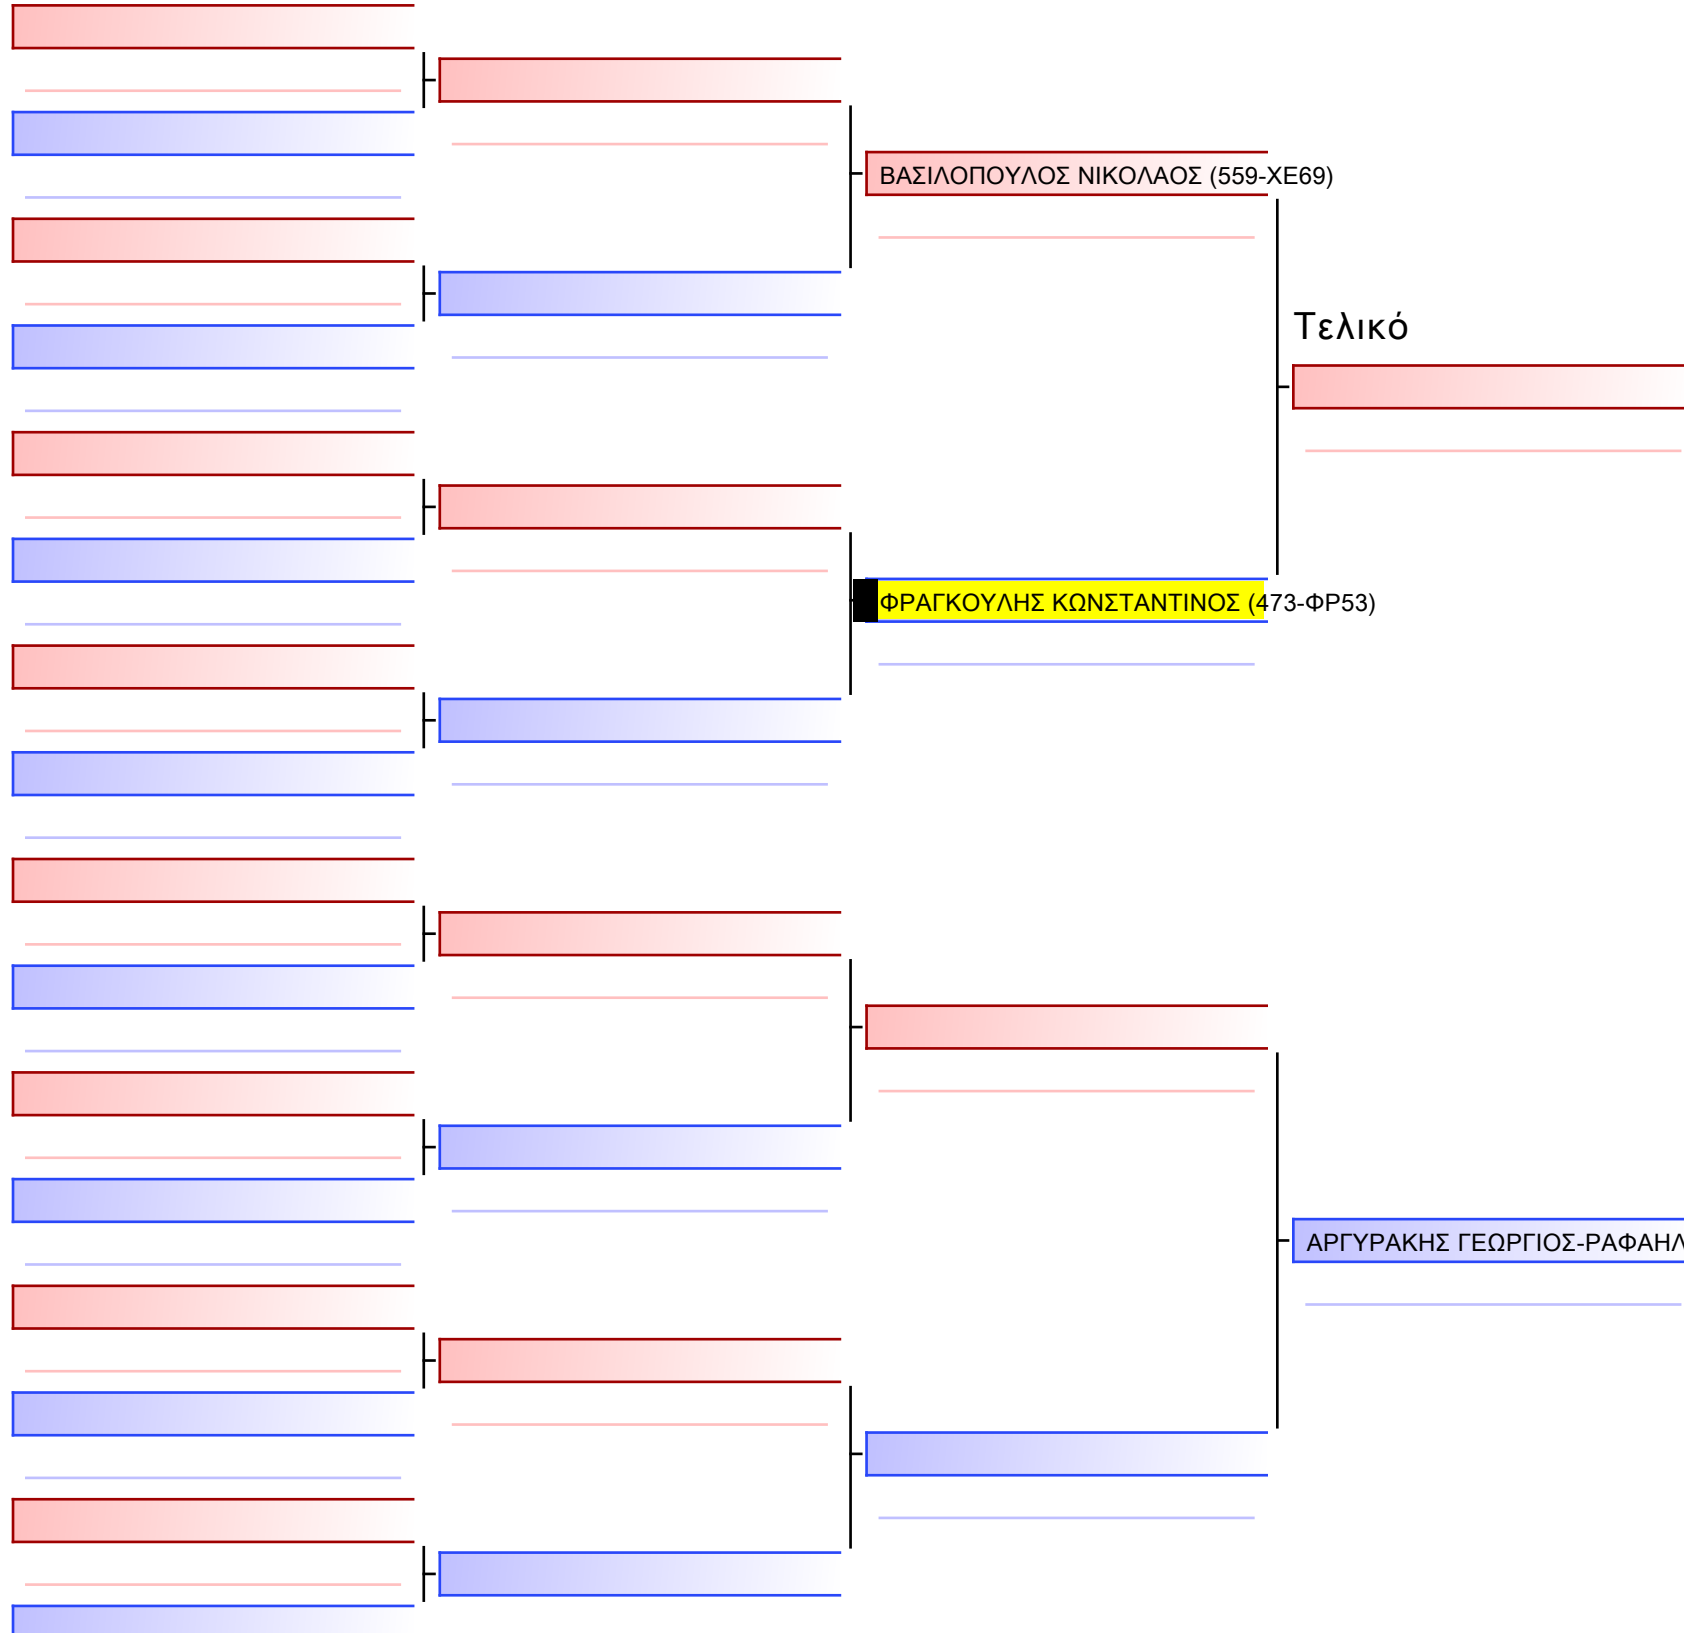 ΒΑΣΙΛΟΠΟΥΛΟΣ ΝΙΚΟΛΑΟΣ (559-ΧΕ69)
Τελικό
ΦΡΑΓΚΟΥΛΗΣ ΚΩΝΣΤΑΝΤΙΝΟΣ (473-ΦΡ53)
ΑΡΓΥΡΑΚΗΣ ΓΕΩΡΓΙΟΣ-ΡΑΦΑΗΛ